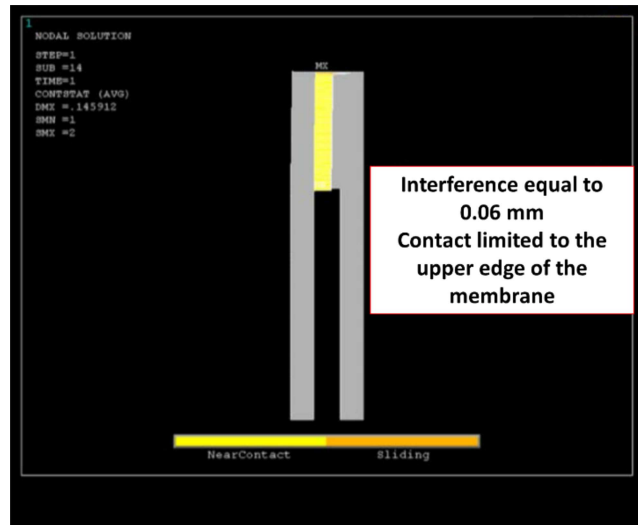 1
NODAL SOLUTION
STEP=1
SUB =14
TIME=1
CONTSTAT (AVG)
DMX =.145912
SMN =1
SMX =2
MX
Interference equal to
0.06 mm
Contact limited to the
upper edge of the
membrane
NearContact Sliding